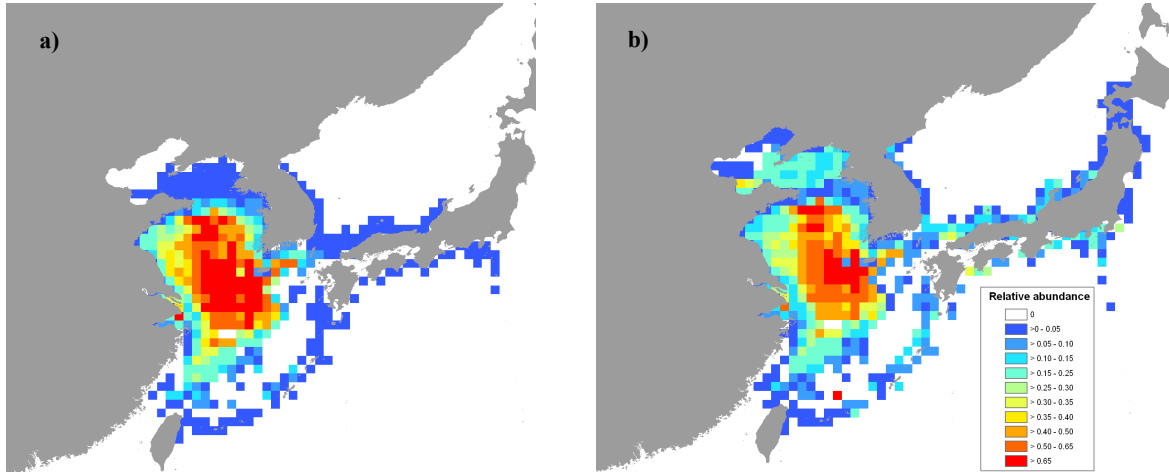 a)
b)
Relative abundance
0
>0 - 0.05
> 0.05 - 0.10
> 0.10 - 0.15
> 0.15 - 0.25
> 0.25 - 0.30
> 0.30 - 0.35
> 0.35 - 0.40
> 0.40 - 0.50
> 0.50 - 0.65
> 0.65